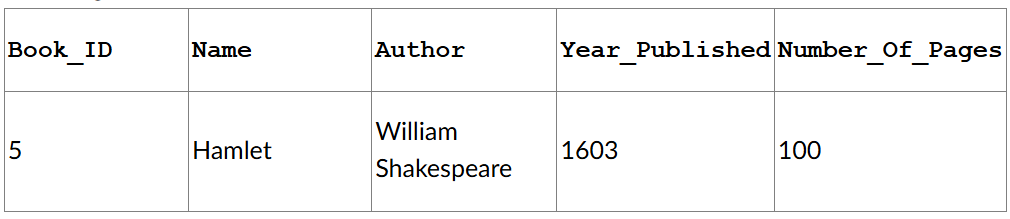 Book_ID Name Author Year_Published Number_Of_Pages
5 Hamlet William Shakespeare 1603 100